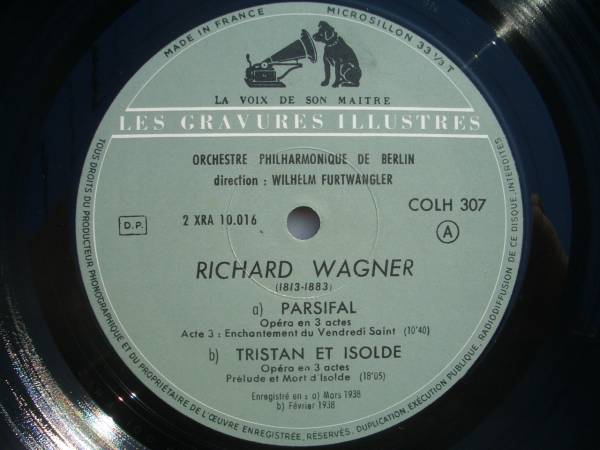 MADE IN FRANCE
MICROSILLON 33 1/3 T
LA VOIX DE SON MAITRE
LES GRAVURES ILLUSTRES
ORCHESTRE PHILHARMONIQUE DE BERLIN
direction : WILHELM FURTWANGLER
D.P.
2 XRA 10.016
COLH 307
A
RICHARD WAGNER
(1813-1883)
a) PARSIFAL
Opéra en 3 actes
Acte 3 : Enchantement du Vendredi Saint (10'40)
b) TRISTAN ET ISOLDE
Opéra en 3 actes
Prélude et Mort d'Isolde (18'05)
Enregistré en : a) Mars 1938
b) Février 1938
TOUS DROITS DU PRODUCTEUR PHONOGRAPHIQUE ET DU PROPRIÉTAIRE DE L'ŒUVRE ENREGISTRÉE, RÉSERVÉS, DUPLICATION, EXÉCUTION PUBLIQUE, RADIODIFFUSION DE CE DISQUE INTERDITES